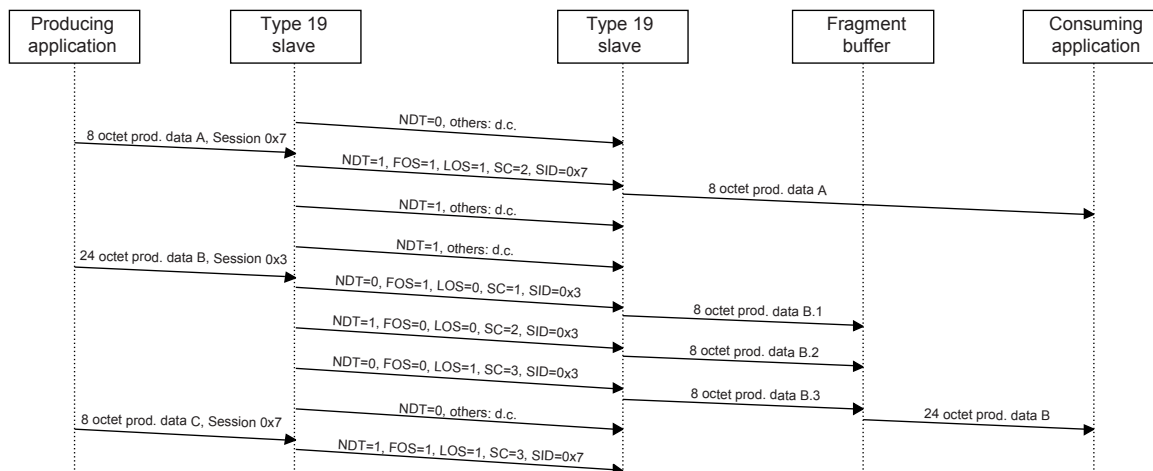 Producing
application
Type 19
slave
Type 19
slave
Fragment
buffer
Consuming
application
NDT=0, others: d.c.
8 octet prod. data A, Session 0x7
NDT=1, FOS=1, LOS=1, SC=2, SID=0x7
8 octet prod. data A
NDT=1, others: d.c.
NDT=1, others: d.c.
24 octet prod. data B, Session 0x3
NDT=0, FOS=1, LOS=0, SC=1, SID=0x3
8 octet prod. data B.1
NDT=1, FOS=0, LOS=0, SC=2, SID=0x3
8 octet prod. data B.2
NDT=0, FOS=0, LOS=1, SC=3, SID=0x3
8 octet prod. data B.3
NDT=0, others: d.c.
24 octet prod. data B
8 octet prod. data C, Session 0x7
NDT=1, FOS=1, LOS=1, SC=3, SID=0x7